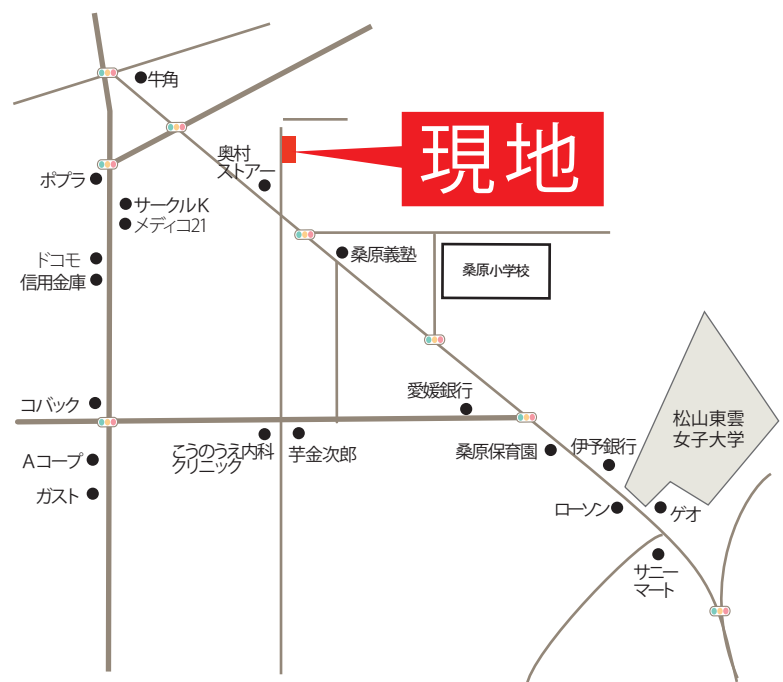 牛角
現地
奥村
ストアー
ポプラ
サークルK
メディコ21
ドコモ
信用金庫
桑原義塾
桑原小学校
コバック
愛媛銀行
松山東雲
女子大学
こうのうえ内科
クリニック
芋金次郎
桑原保育園
伊予銀行
Aコープ
ガスト
ローソン
ゲオ
サニー
マート